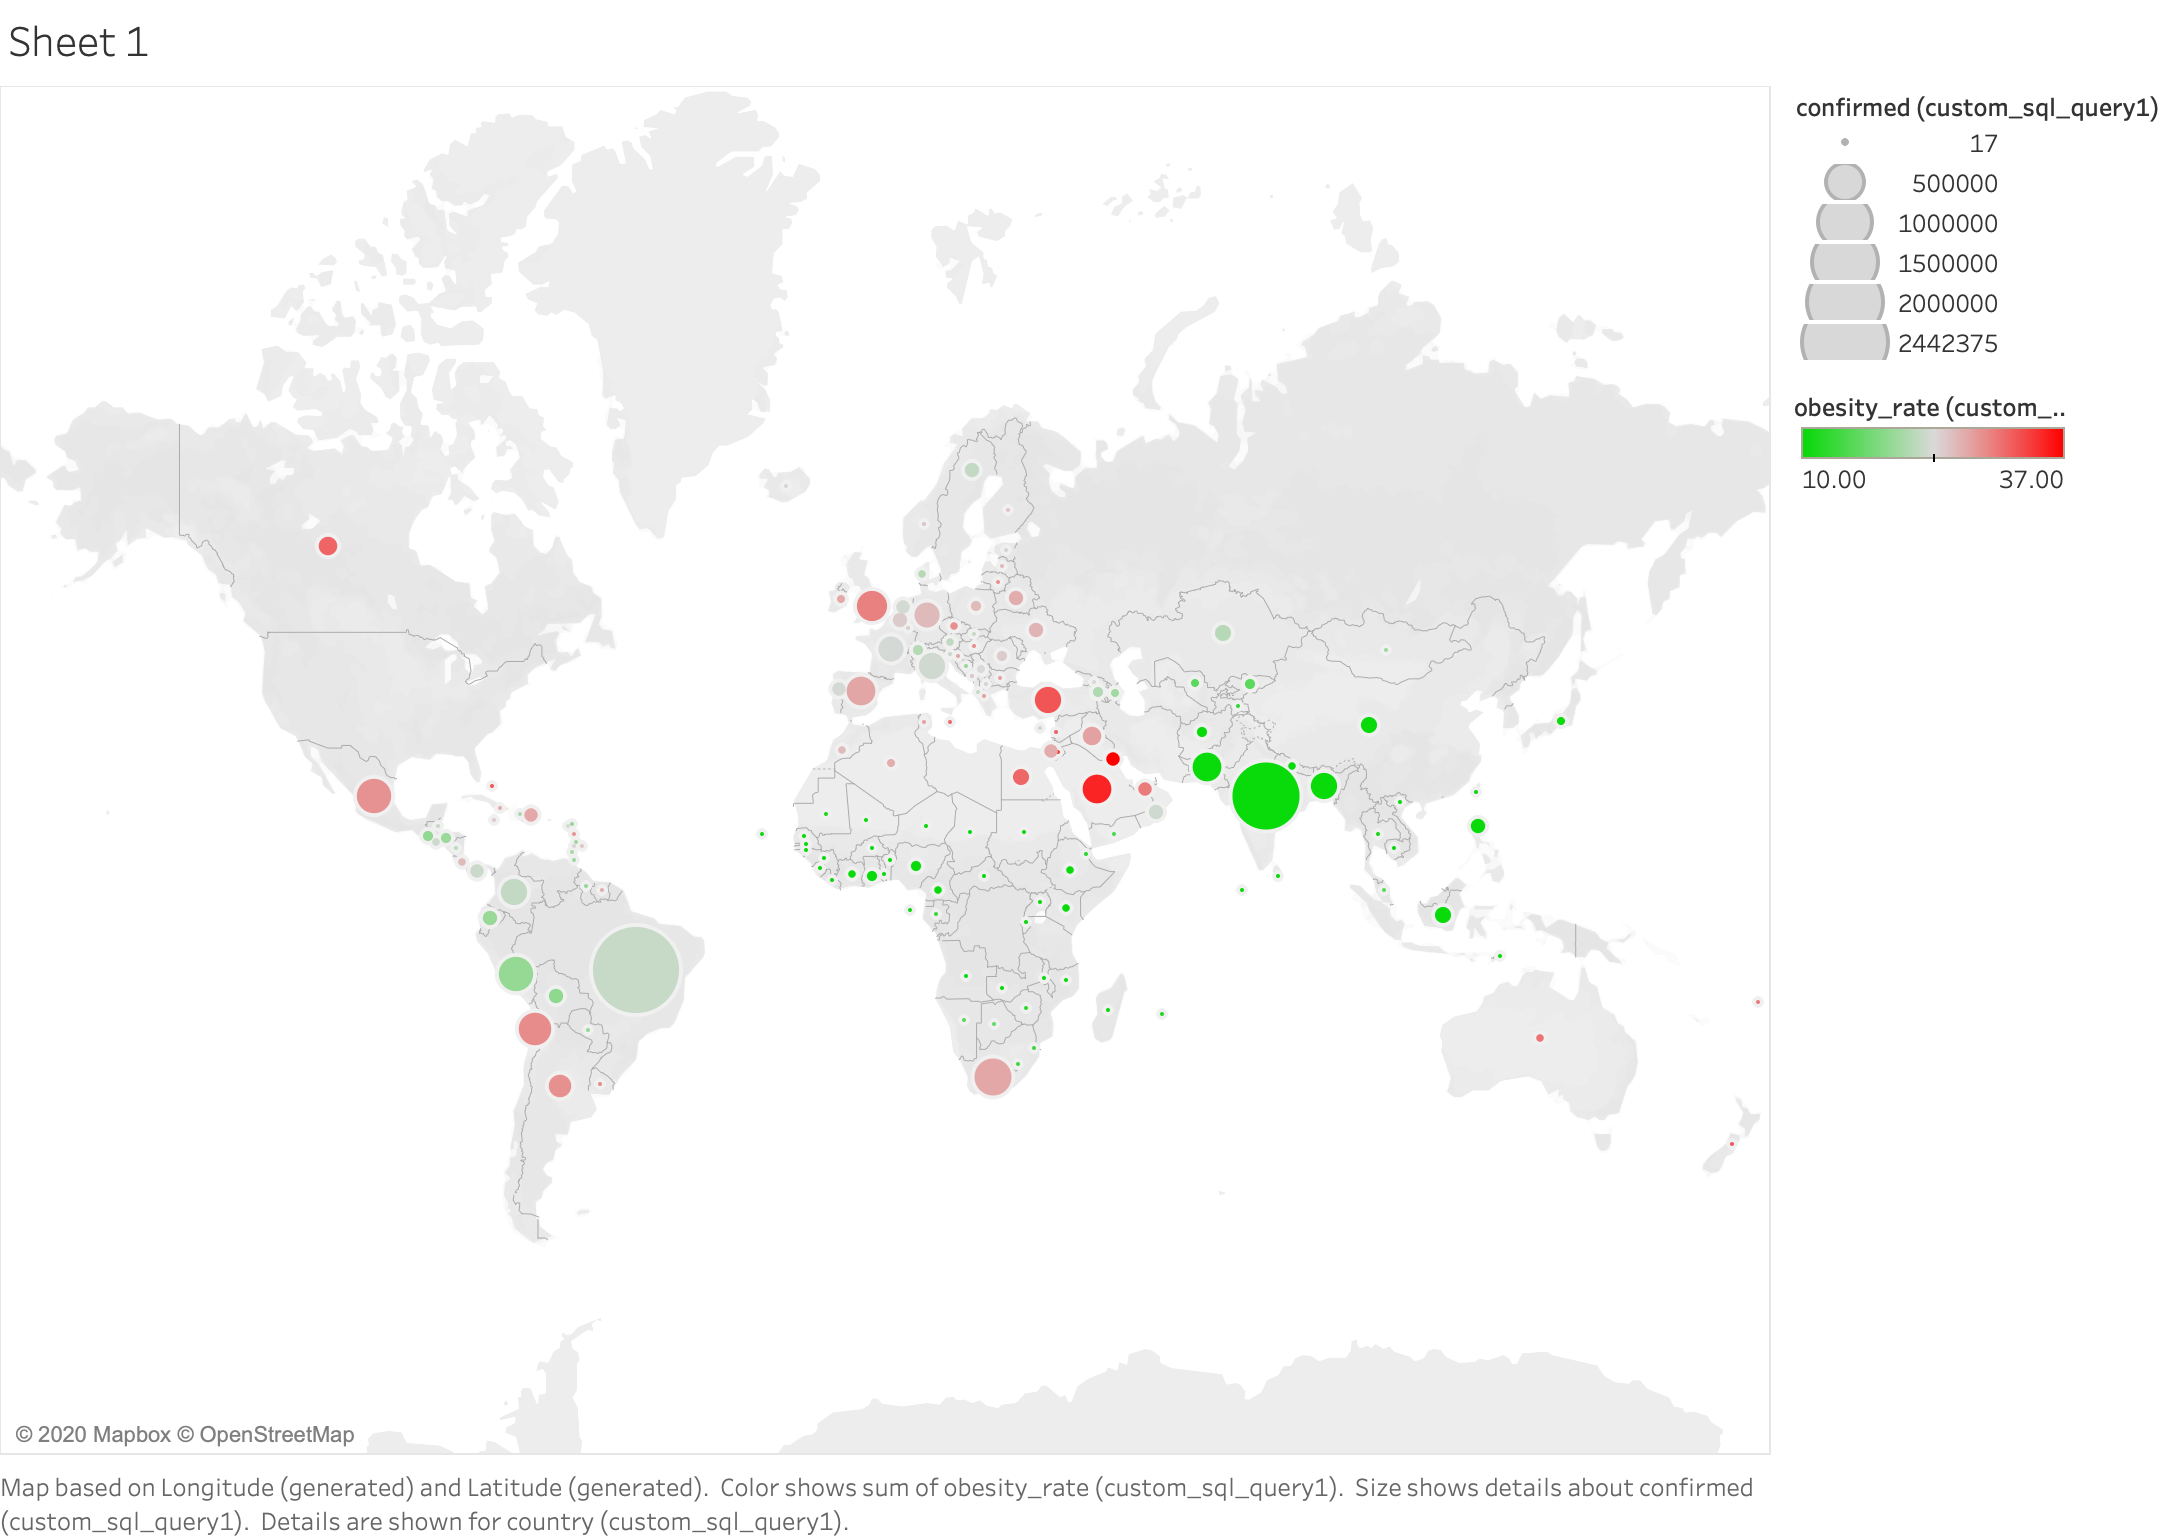 Sheet 1
confirmed (custom_sql_query1)
17
500000
1000000
1500000
2000000
2442375
obesity_rate (custom_..
10.00 37.00
© 2020 Mapbox © OpenStreetMap
Map based on Longitude (generated) and Latitude (generated).  Color shows sum of obesity_rate (custom_sql_query1).  Size shows details about confirmed
(custom_sql_query1).  Details are shown for country (custom_sql_query1).